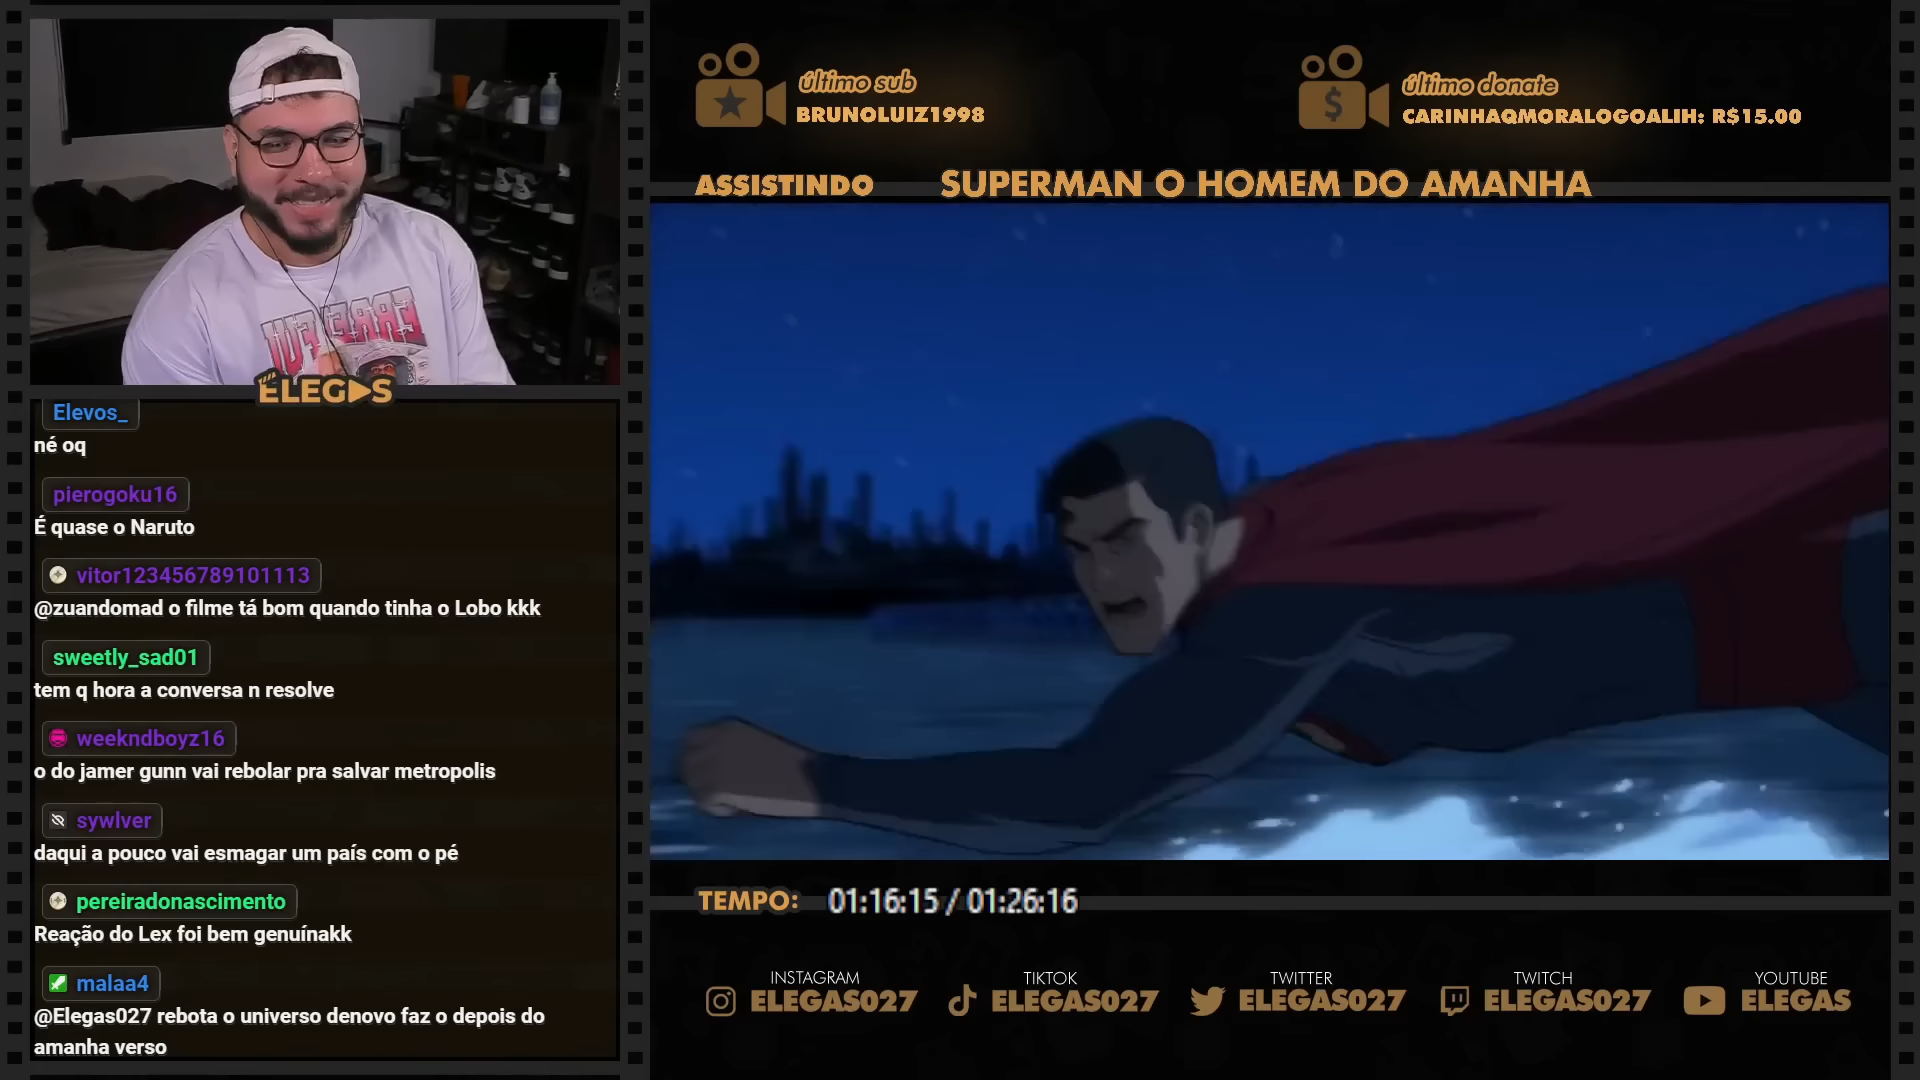 último sub
BRUNOLUIZ1998
último donate
CARINHAQMORALOGOALIH: R$15.00
ASSISTINDO
SUPERMAN O HOMEM DO AMANHA
ELEGAS
Elevos_
né oq
pierogoku16
É quase o Naruto
vitor123456789101113
@zuandomad o filme tá bom quando tinha o Lobo kkk
sweetly_sad01
tem q hora a conversa n resolve
weekndboyz16
o do jamer gunn vai rebolar pra salvar metropolis
sywlver
daqui a pouco vai esmagar um país com o pé
pereiradonascimento
Reação do Lex foi bem genuínakk
malaa4
@Elegas027 rebota o universo denovo faz o depois do
amanha verso
TEMPO: 01:16:15 / 01:26:16
INSTAGRAM
ELEGAS027
TIKTOK
ELEGAS027
TWITTER
ELEGAS027
TWITCH
ELEGAS027
YOUTUBE
ELEGAS